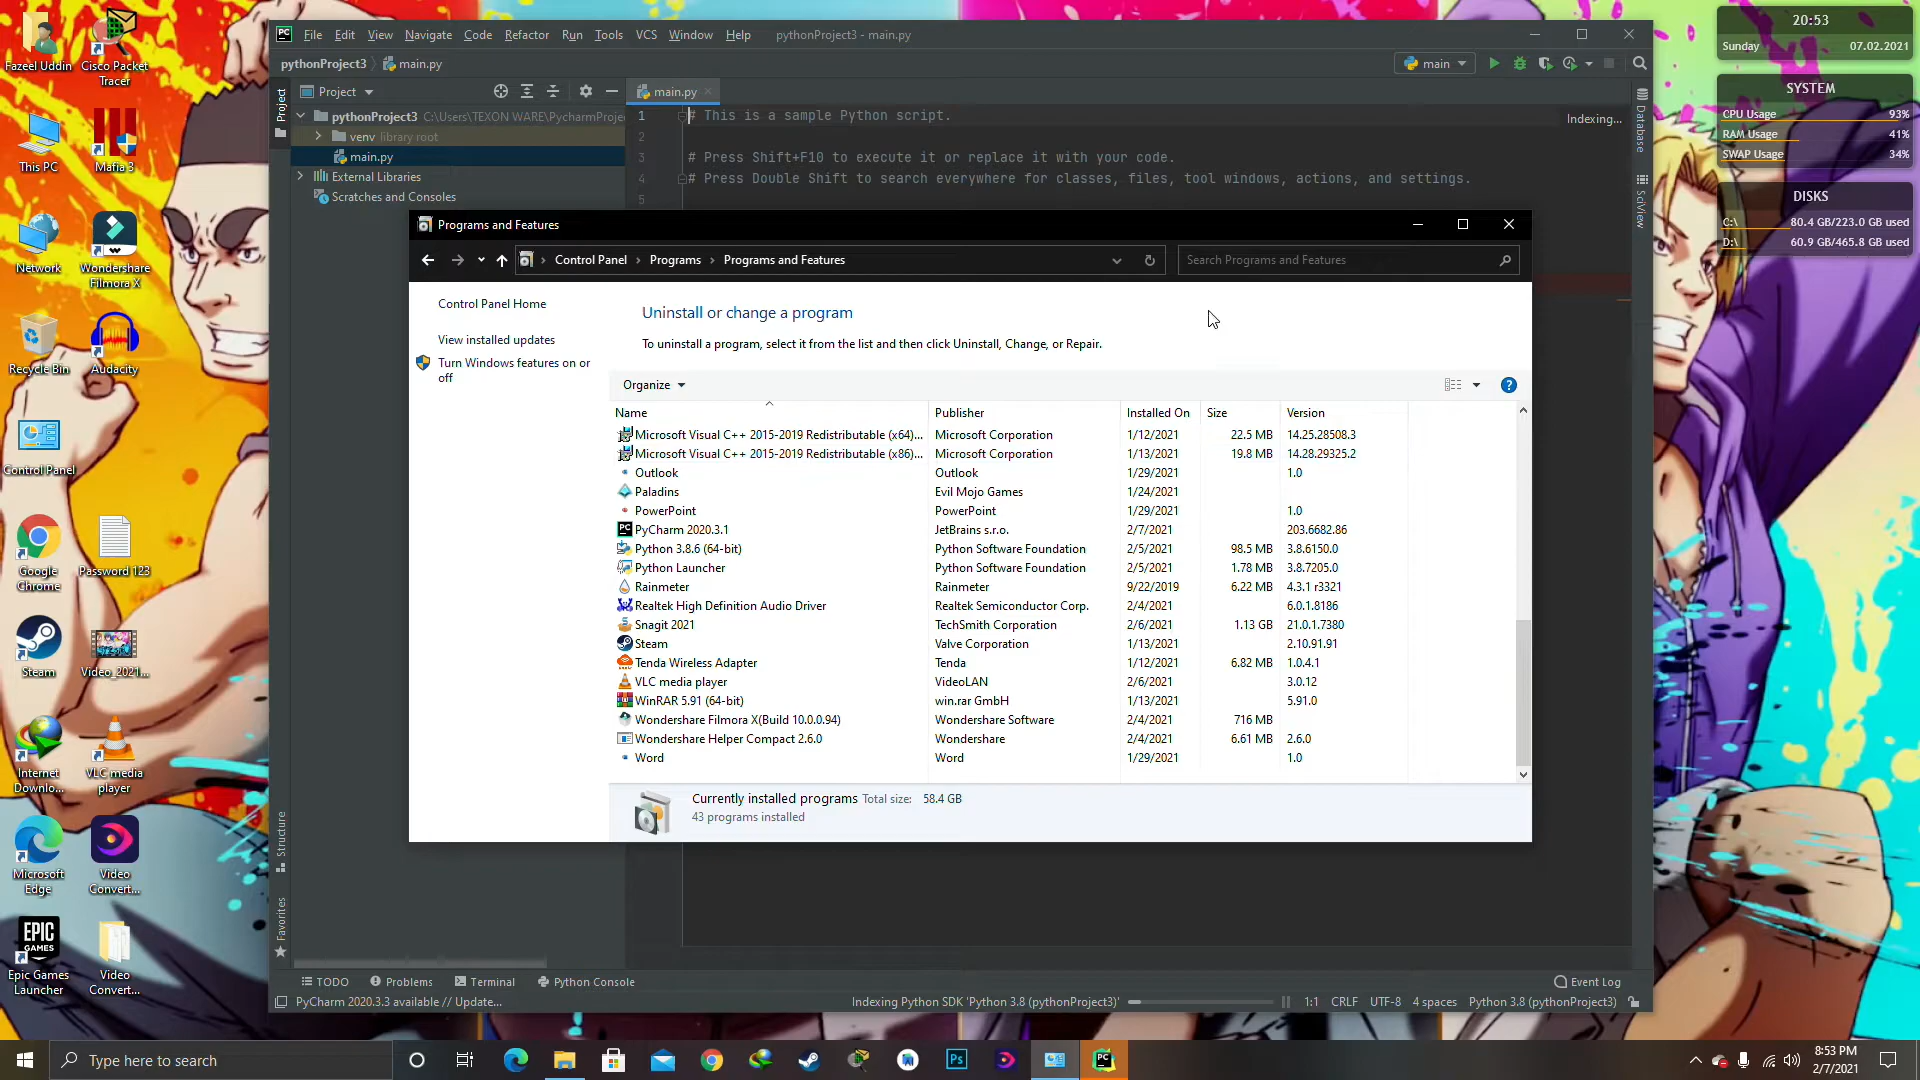 Fazeel Uddin
Cisco Packet
Tracer
This PC
Mafia 3
Network
Wondershare
Filmora X
Recycle Bin
Audacity
Control Panel
Google
Chrome
Password 123
Steam
Video_2021...
Internet
Downlo...
VLC media
player
Microsoft
Edge
Video
Convert...
EPIC
GAMES
Epic Games
Launcher
Video
Convert...
PC File Edit View Navigate Code Refactor Run Tools VCS Window Help pythonProject3 - main.py
pythonProject3 main.py
main
Project
Project
main.py
pythonProject3 C:\Users\TEXON WARE\PycharmProje
venv library root
main.py
External Libraries
Scratches and Consoles
1 # This is a sample Python script.
2
3 # Press Shift+F10 to execute it or replace it with your code.
4 # Press Double Shift to search everywhere for classes, files, tool windows, actions, and settings.
5
Indexing...
Database
SciView
20:53
Sunday 07.02.2021
SYSTEM
CPU Usage 93%
RAM Usage 41%
SWAP Usage 34%
DISKS
C:\ 80.4 GB/223.0 GB used
D:\ 60.9 GB/465.8 GB used
Programs and Features
Control Panel Programs Programs and Features
Search Programs and Features
Control Panel Home
View installed updates
Turn Windows features on or
off
Uninstall or change a program
To uninstall a program, select it from the list and then click Uninstall, Change, or Repair.
Organize
?
Name Publisher Installed On Size Version
Microsoft Visual C++ 2015-2019 Redistributable (x64)... Microsoft Corporation 1/12/2021 22.5 MB 14.25.28508.3
Microsoft Visual C++ 2015-2019 Redistributable (x86)... Microsoft Corporation 1/13/2021 19.8 MB 14.28.29325.2
Outlook Outlook 1/29/2021 1.0
Paladins Evil Mojo Games 1/24/2021
PowerPoint PowerPoint 1/29/2021 1.0
PyCharm 2020.3.1 JetBrains s.r.o. 2/7/2021 203.6682.86
Python 3.8.6 (64-bit) Python Software Foundation 2/5/2021 98.5 MB 3.8.6150.0
Python Launcher Python Software Foundation 2/5/2021 1.78 MB 3.8.7205.0
Rainmeter Rainmeter 9/22/2019 6.22 MB 4.3.1 r3321
Realtek High Definition Audio Driver Realtek Semiconductor Corp. 2/4/2021 6.0.1.8186
Snagit 2021 TechSmith Corporation 2/6/2021 1.13 GB 21.0.1.7380
Steam Valve Corporation 1/13/2021 2.10.91.91
Tenda Wireless Adapter Tenda 1/12/2021 6.82 MB 1.0.4.1
VLC media player VideoLAN 2/6/2021 3.0.12
WinRAR 5.91 (64-bit) win.rar GmbH 1/13/2021 5.91.0
Wondershare Filmora X(Build 10.0.0.94) Wondershare Software 2/4/2021 716 MB
Wondershare Helper Compact 2.6.0 Wondershare 2/4/2021 6.61 MB 2.6.0
Word Word 1/29/2021 1.0
Currently installed programs Total size: 58.4 GB
43 programs installed
Structure
Favorites
TODO Problems Terminal Python Console Event Log
PyCharm 2020.3.3 available // Update... Indexing Python SDK 'Python 3.8 (pythonProject3)' 1:1 CRLF UTF-8 4 spaces Python 3.8 (pythonProject3)
Type here to search
Ps
PC
8:53 PM
2/7/2021